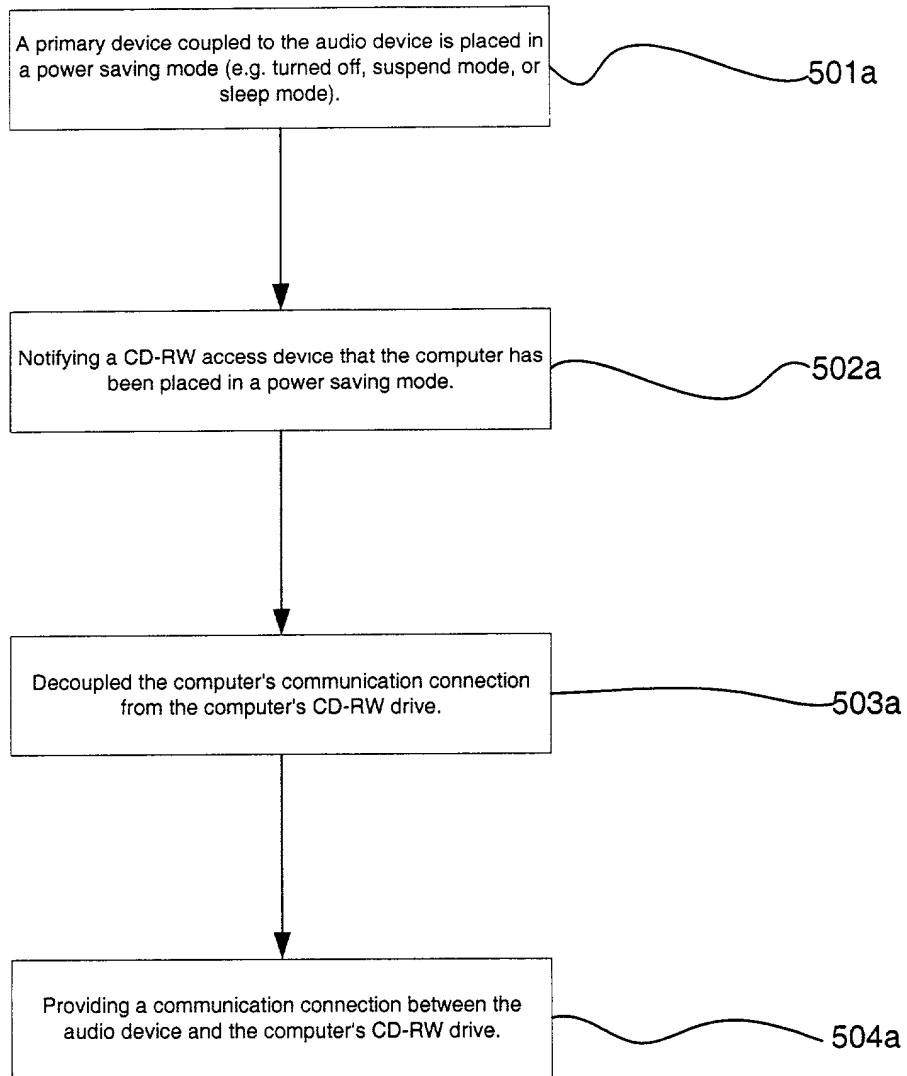 A primary device coupled to the audio device is placed in
a power saving mode (e.g. turned off, suspend mode, or
sleep mode).
501a
Notifying a CD-RW access device that the computer has
been placed in a power saving mode.
502a
Decoupled the computer's communication connection
from the computer's CD-RW drive.
503a
Providing a communication connection between the
audio device and the computer's CD-RW drive.
504a